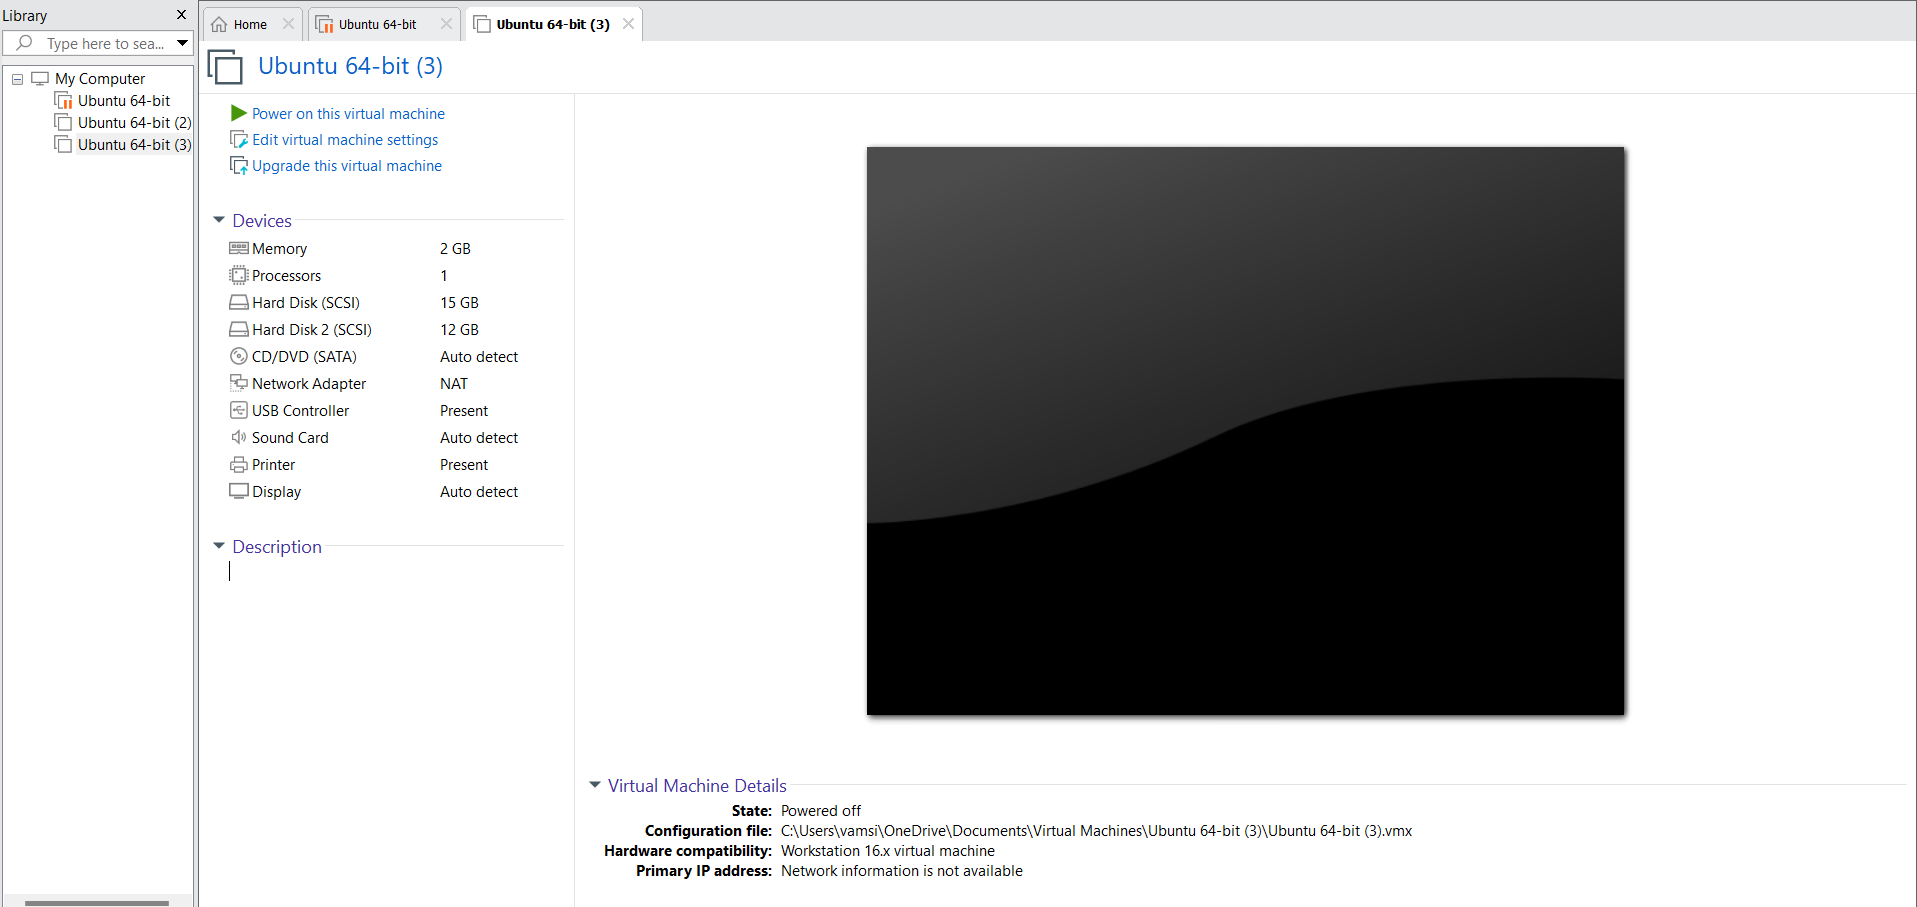 Library
Type here to sea...
My Computer
Ubuntu 64-bit
Ubuntu 64-bit (2)
Ubuntu 64-bit (3)
Home
Ubuntu 64-bit
Ubuntu 64-bit (3)
Ubuntu 64-bit (3)
Power on this virtual machine
Edit virtual machine settings
Upgrade this virtual machine
Devices
Memory 2 GB
Processors 1
Hard Disk (SCSI) 15 GB
Hard Disk 2 (SCSI) 12 GB
CD/DVD (SATA) Auto detect
Network Adapter NAT
USB Controller Present
Sound Card Auto detect
Printer Present
Display Auto detect
Description
Virtual Machine Details
State: Powered off
Configuration file: C:\Users\vamsi\OneDrive\Documents\Virtual Machines\Ubuntu 64-bit (3)\Ubuntu 64-bit (3).vmx
Hardware compatibility: Workstation 16.x virtual machine
Primary IP address: Network information is not available